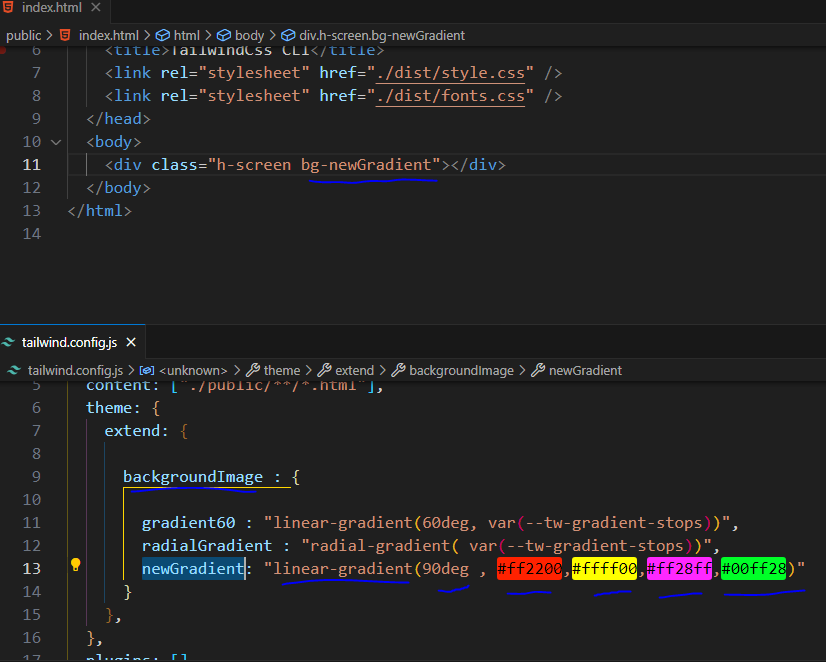 index.html ×
public > index.html > html > body > div.h-screen.bg-newGradient
6 <title>TailwindCss CLI</title>
7 <link rel="stylesheet" href="./dist/style.css" />
8 <link rel="stylesheet" href="./dist/fonts.css" />
9 </head>
10 <body>
11 <div class="h-screen bg-newGradient"></div>
12 </body>
13 </html>
14
tailwind.config.js ×
tailwind.config.js > <unknown> > theme > extend > backgroundImage > newGradient
5 content: ["./public/**/*.html"],
6 theme: {
7 extend: {
8
9 backgroundImage : {
10
11 gradient60 : "linear-gradient(60deg, var(--tw-gradient-stops))",
12 radialGradient : "radial-gradient( var(--tw-gradient-stops))",
13 newGradient: "linear-gradient(90deg , #ff2200,#ffff00,#ff28ff,#00ff28)"
14 }
15 },
16 },
17 plugins: []